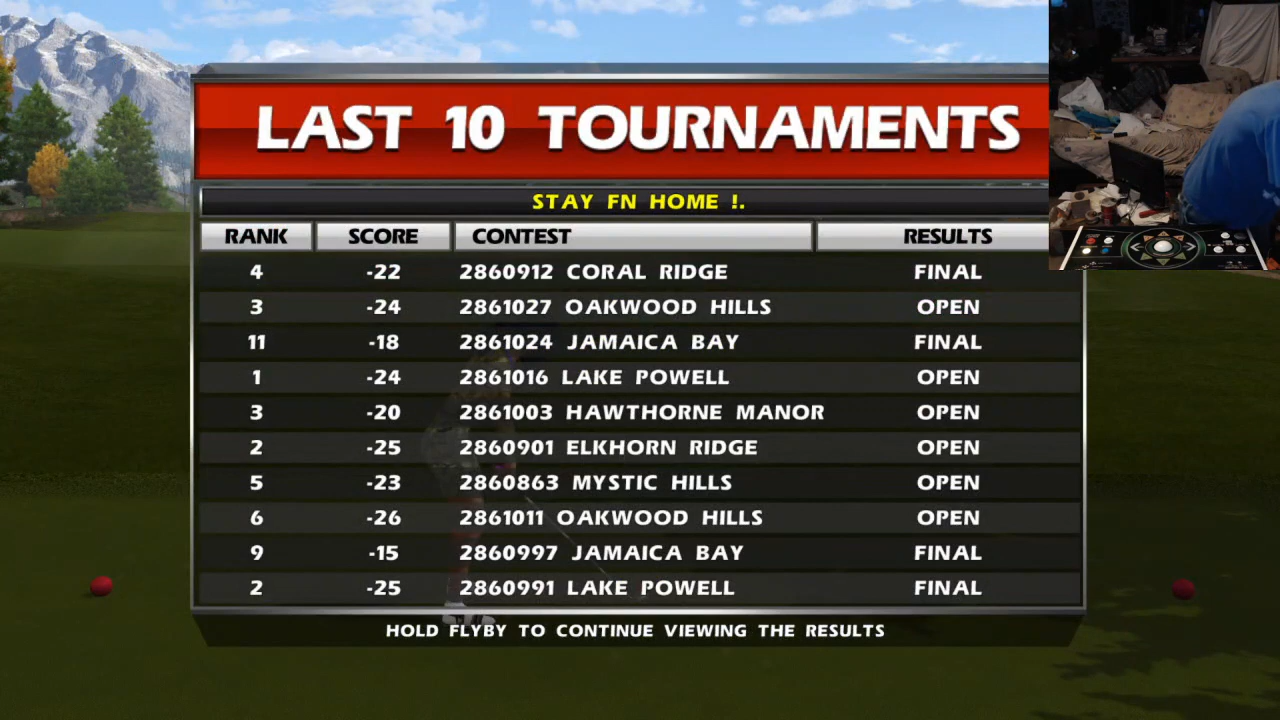 LAST 10 TOURNAMENTS
STAY FN HOME !.
RANK SCORE CONTEST RESULTS
4 -22 2860912 CORAL RIDGE FINAL
3 -24 2861027 OAKWOOD HILLS OPEN
11 -18 2861024 JAMAICA BAY FINAL
1 -24 2861016 LAKE POWELL OPEN
3 -20 2861003 HAWTHORNE MANOR OPEN
2 -25 2860901 ELKHORN RIDGE OPEN
5 -23 2860863 MYSTIC HILLS OPEN
6 -26 2861011 OAKWOOD HILLS OPEN
9 -15 2860997 JAMAICA BAY FINAL
2 -25 2860991 LAKE POWELL FINAL
HOLD FLYBY TO CONTINUE VIEWING THE RESULTS